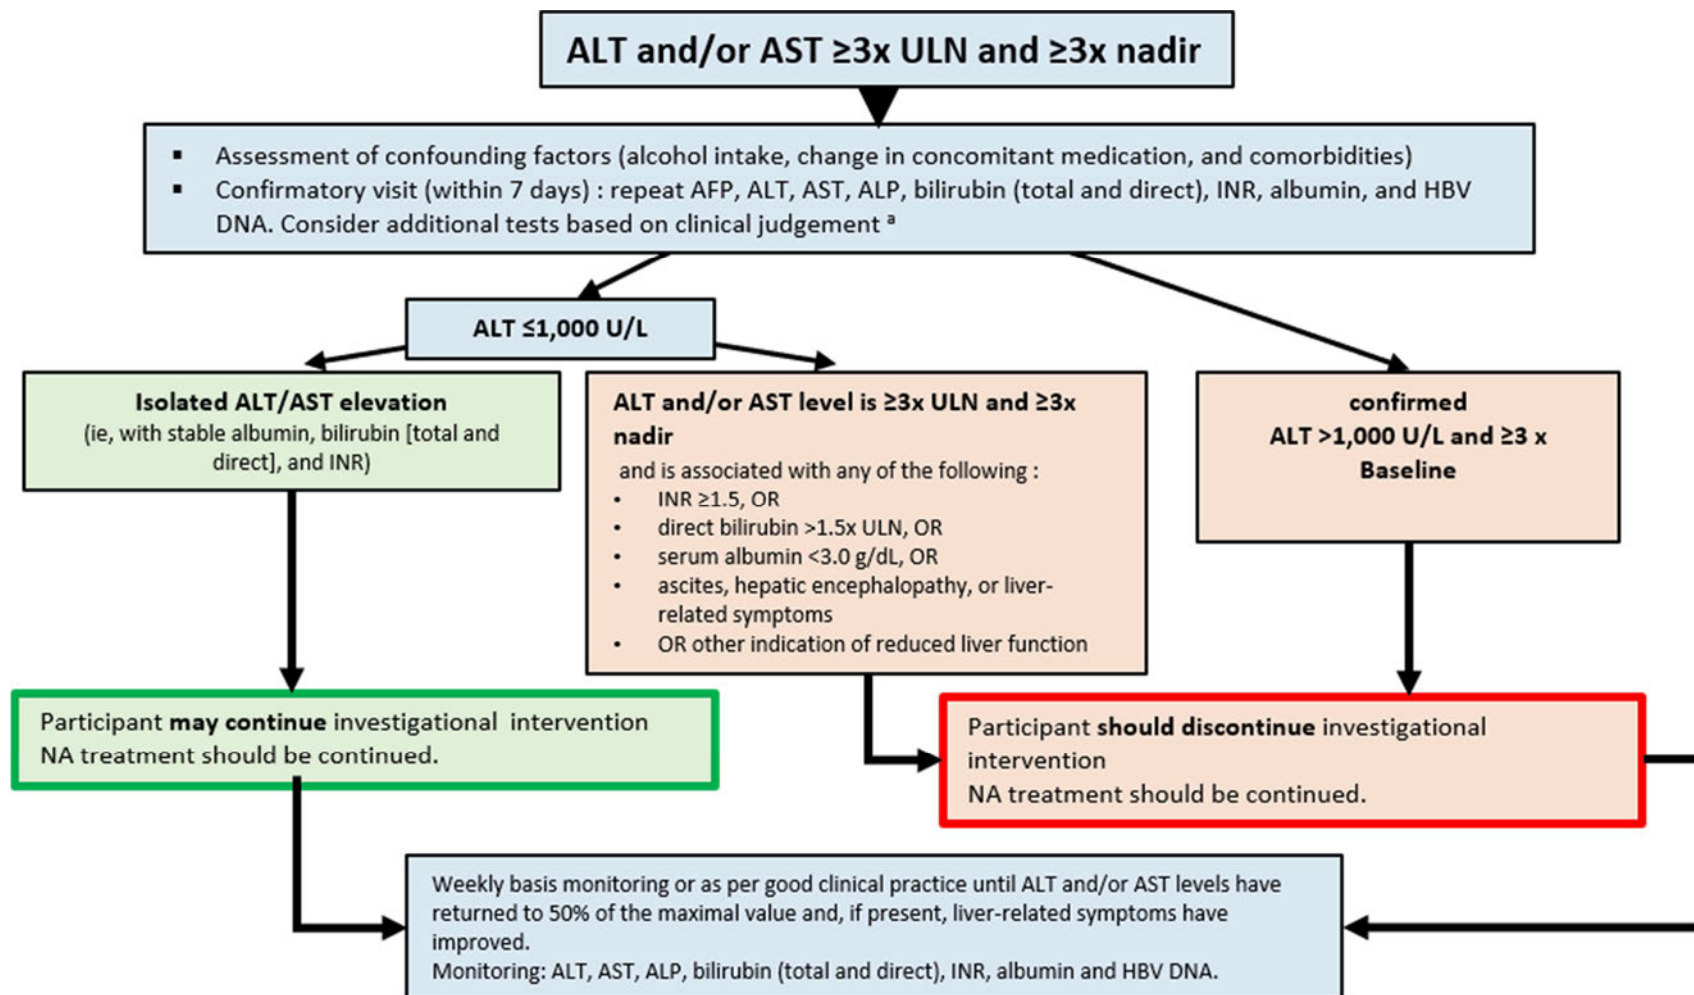 ALT and/or AST ≥3x ULN and ≥3x nadir
▪ Assessment of confounding factors (alcohol intake, change in concomitant medication, and comorbidities)
▪ Confirmatory visit (within 7 days) : repeat AFP, ALT, AST, ALP, bilirubin (total and direct), INR, albumin, and HBV
DNA. Consider additional tests based on clinical judgement ᵃ
ALT ≤1,000 U/L
Isolated ALT/AST elevation
(ie, with stable albumin, bilirubin [total and
direct], and INR)
ALT and/or AST level is ≥3x ULN and ≥3x
nadir
and is associated with any of the following :
• INR ≥1.5, OR
• direct bilirubin >1.5x ULN, OR
• serum albumin <3.0 g/dL, OR
• ascites, hepatic encephalopathy, or liver-
related symptoms
• OR other indication of reduced liver function
confirmed
ALT >1,000 U/L and ≥3 x
Baseline
Participant may continue investigational intervention
NA treatment should be continued.
Participant should discontinue investigational
intervention
NA treatment should be continued.
Weekly basis monitoring or as per good clinical practice until ALT and/or AST levels have
returned to 50% of the maximal value and, if present, liver-related symptoms have
improved.
Monitoring: ALT, AST, ALP, bilirubin (total and direct), INR, albumin and HBV DNA.